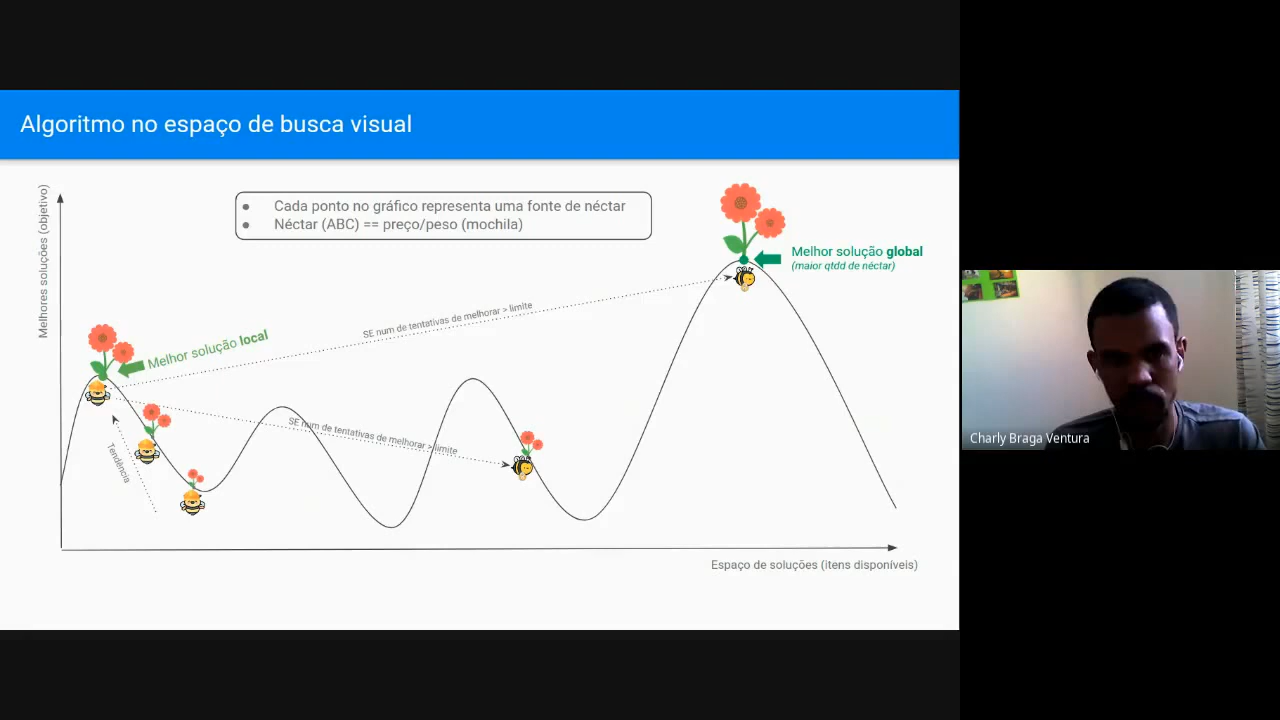 Algoritmo no espaço de busca visual
Melhores soluções (objetivo)
● Cada ponto no gráfico representa uma fonte de néctar
● Néctar (ABC) == preço/peso (mochila)
Melhor solução global
(maior qtdd de néctar)
SE num de tentativas de melhorar > limite
Melhor solução local
SE num de tentativas de melhorar > limite
Tendência
Espaço de soluções (itens disponíveis)
Charly Braga Ventura